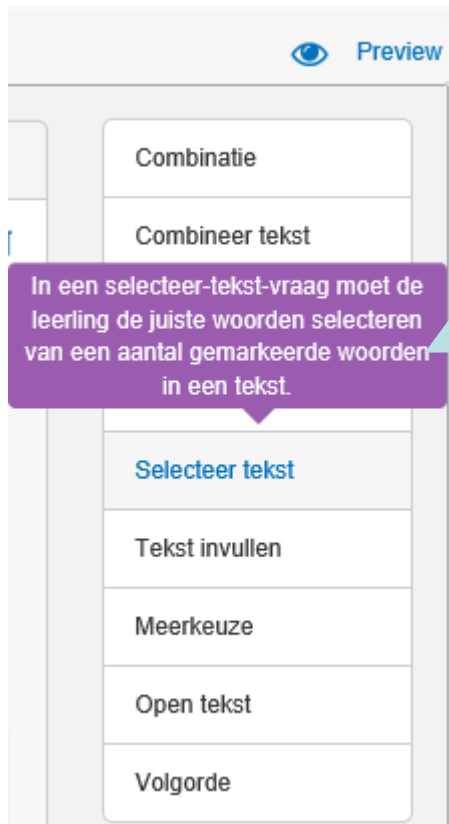 Preview
Combinatie
Combineer tekst
In een selecteer-tekst-vraag moet de
leerling de juiste woorden selecteren
van een aantal gemarkeerde woorden
in een tekst.
Selecteer tekst
Tekst invullen
Meerkeuze
Open tekst
Volgorde